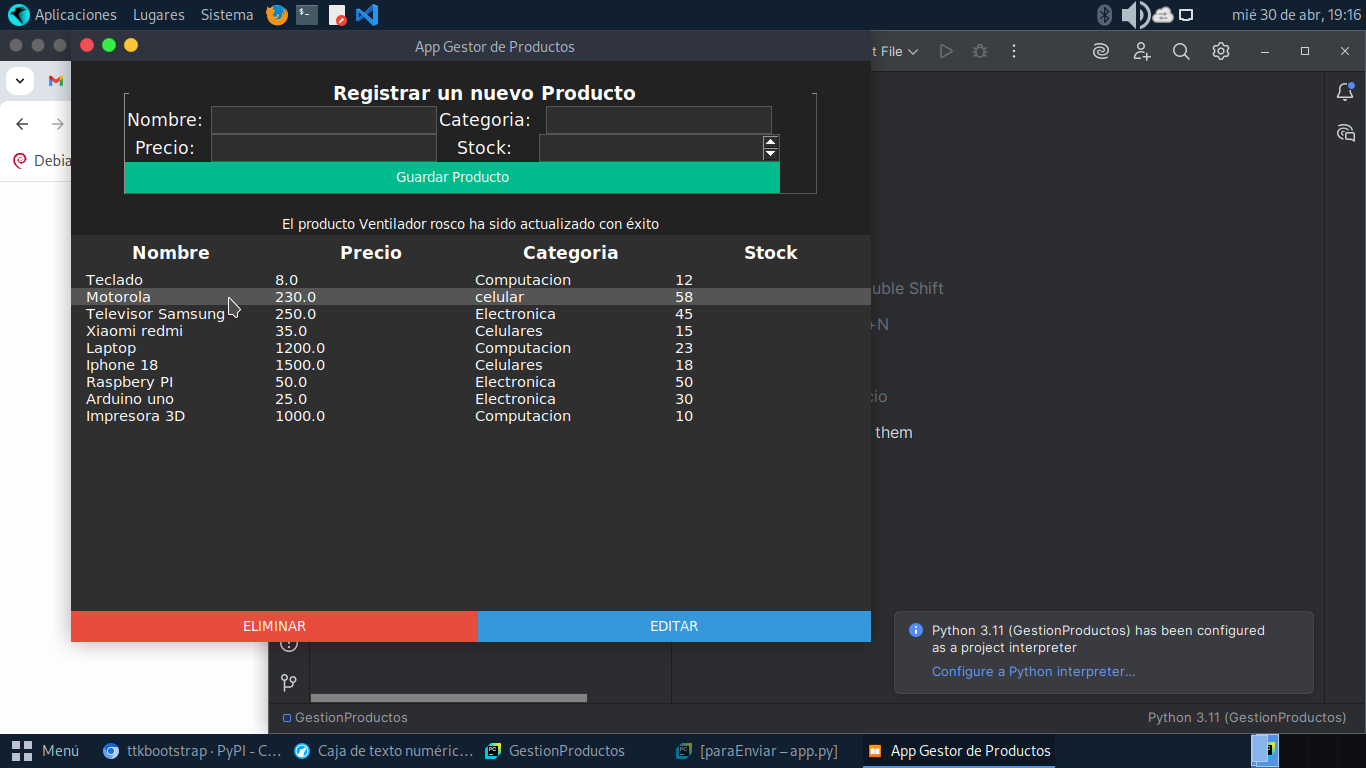 Aplicaciones Lugares Sistema mié 30 de abr, 19:16
App Gestor de Productos
t File
Debia
Registrar un nuevo Producto
Nombre: Categoria:
Precio: Stock:
Guardar Producto
El producto Ventilador rosco ha sido actualizado con éxito
Nombre Precio Categoria Stock
Teclado 8.0 Computacion 12
Motorola 230.0 celular 58
Televisor Samsung 250.0 Electronica 45
Xiaomi redmi 35.0 Celulares 15
Laptop 1200.0 Computacion 23
Iphone 18 1500.0 Celulares 18
Raspbery PI 50.0 Electronica 50
Arduino uno 25.0 Electronica 30
Impresora 3D 1000.0 Computacion 10
uble Shift
+N
cio
them
ELIMINAR EDITAR
Python 3.11 (GestionProductos) has been configured
as a project interpreter
Configure a Python interpreter...
GestionProductos Python 3.11 (GestionProductos)
Menú ttkbootstrap · PyPI - C... Caja de texto numéric... GestionProductos [paraEnviar – app.py] App Gestor de Productos